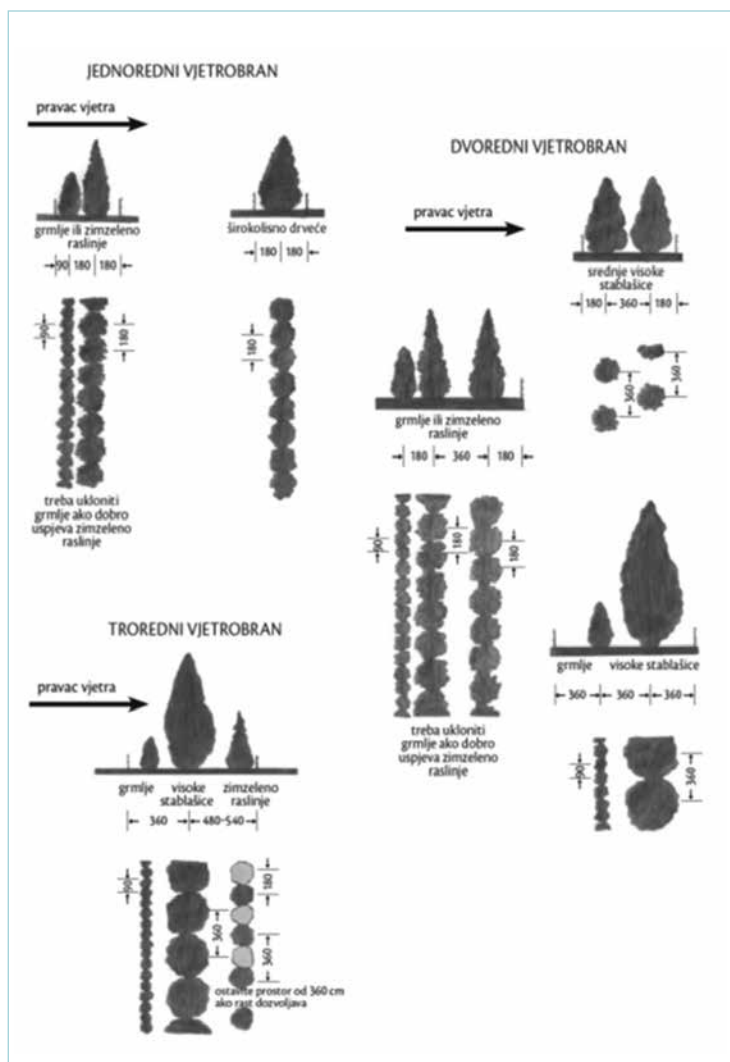 JEDNOREDNI VJETROBRAN
pravac vjetra
grmlje ili zimzeleno
raslinje
90 180 180
širokolisno drveće
180 180
90
180
180
treba ukloniti
grmlje ako dobro
uspjeva zimzeleno
raslinje
DVOREDNI VJETROBRAN
pravac vjetra
srednje visoke
stablašice
180 360 180
360
360
grmlje ili zimzeleno
raslinje
180 360 180
90
180
180
treba ukloniti
grmlje ako dobro
uspjeva zimzeleno
raslinje
grmlje visoke stablašice
360 360 360
90
360
TROREDNI VJETROBRAN
pravac vjetra
grmlje visoke zimzeleno
stablašice raslinje
360 480-540
90
180
360
360
ostavite prostor od 360 cm
ako rast dozvoljava